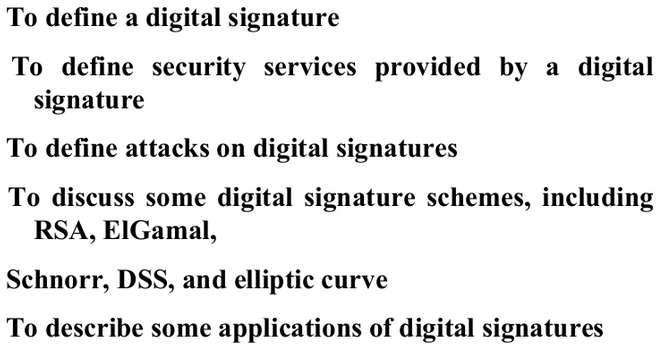 To define a digital signature
To define security services provided by a digital
signature
To define attacks on digital signatures
To discuss some digital signature schemes, including
RSA, ElGamal,
Schnorr, DSS, and elliptic curve
To describe some applications of digital signatures